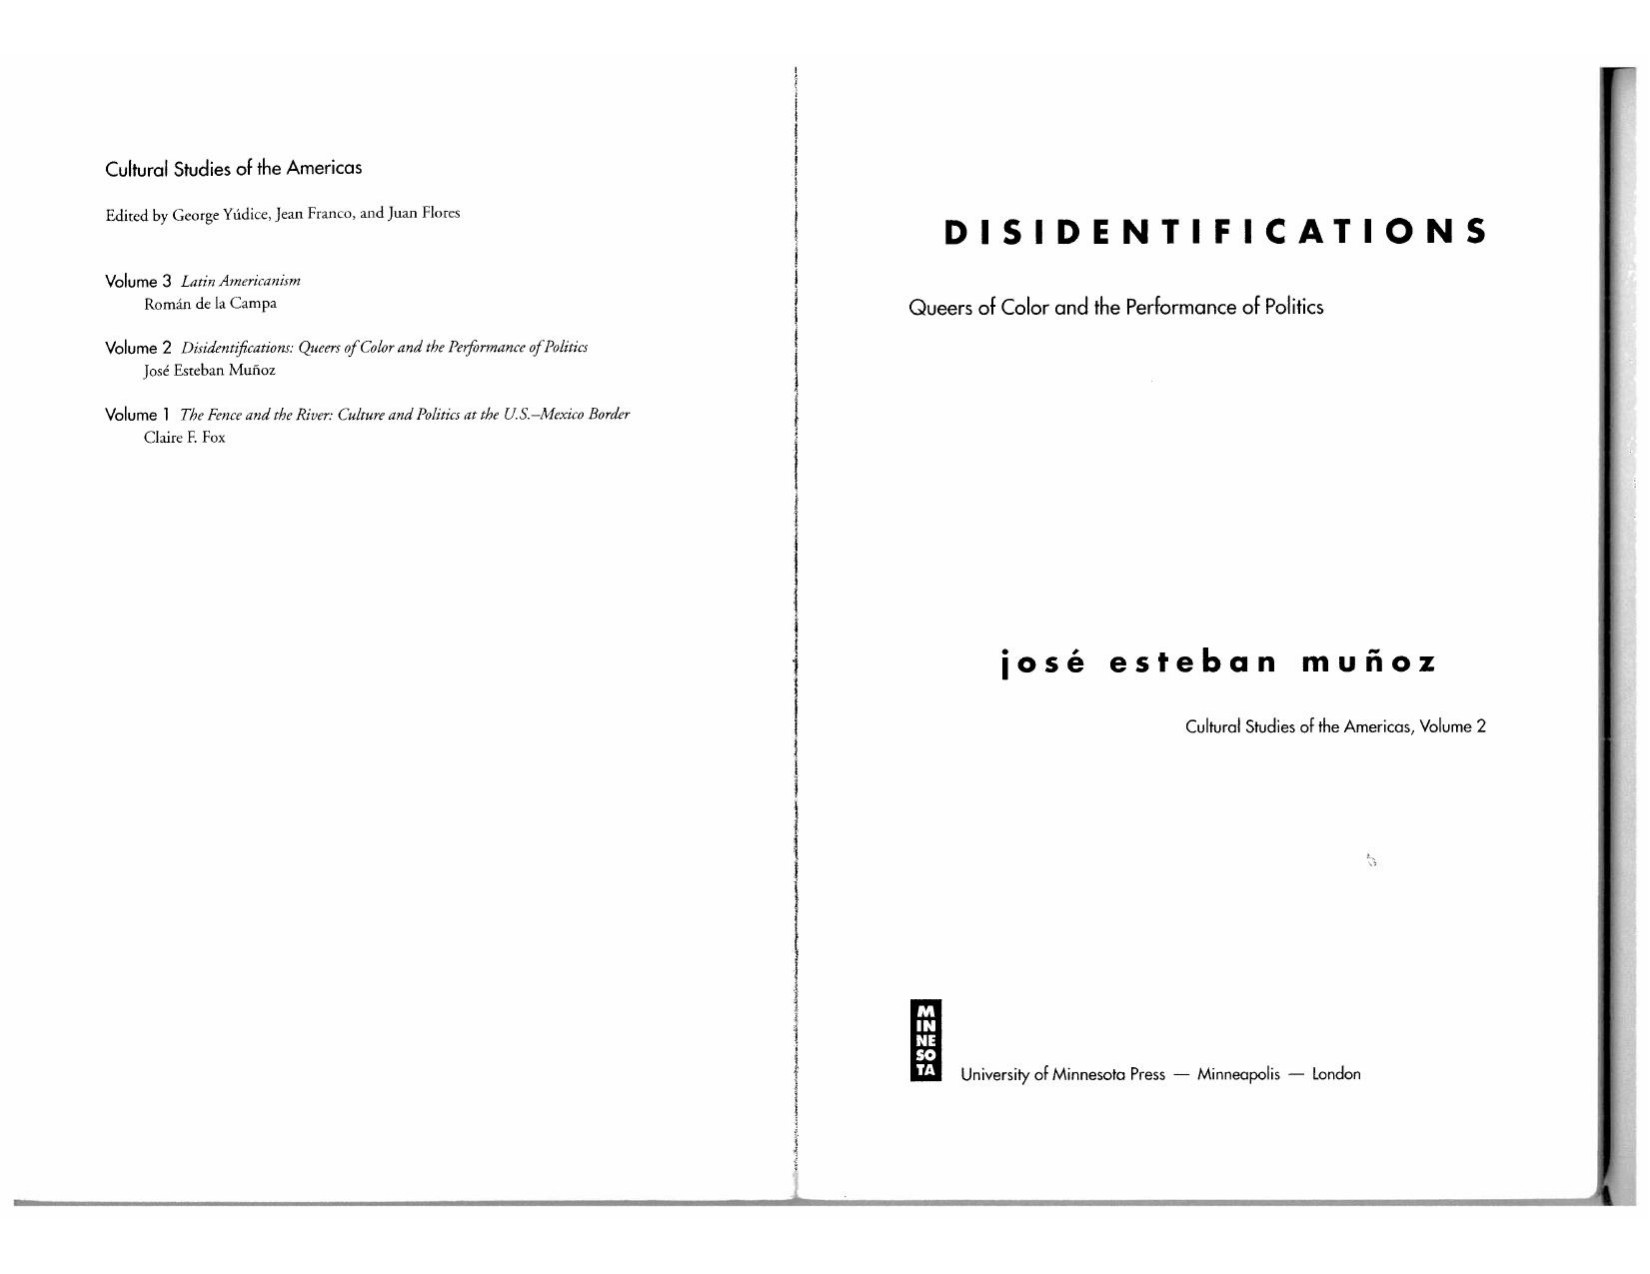 Cultural Studies of the Americas
Edited by George Yúdice, Jean Franco, and Juan Flores
Volume 3 Latin Americanism
Román de la Campa
Volume 2 Disidentifications: Queers of Color and the Performance of Politics
José Esteban Muñoz
Volume 1 The Fence and the River: Culture and Politics at the U.S.–Mexico Border
Claire F. Fox
DISIDENTIFICATIONS
Queers of Color and the Performance of Politics
josé esteban muñoz
Cultural Studies of the Americas, Volume 2
M
IN
NE
SO
TA
University of Minnesota Press — Minneapolis — London